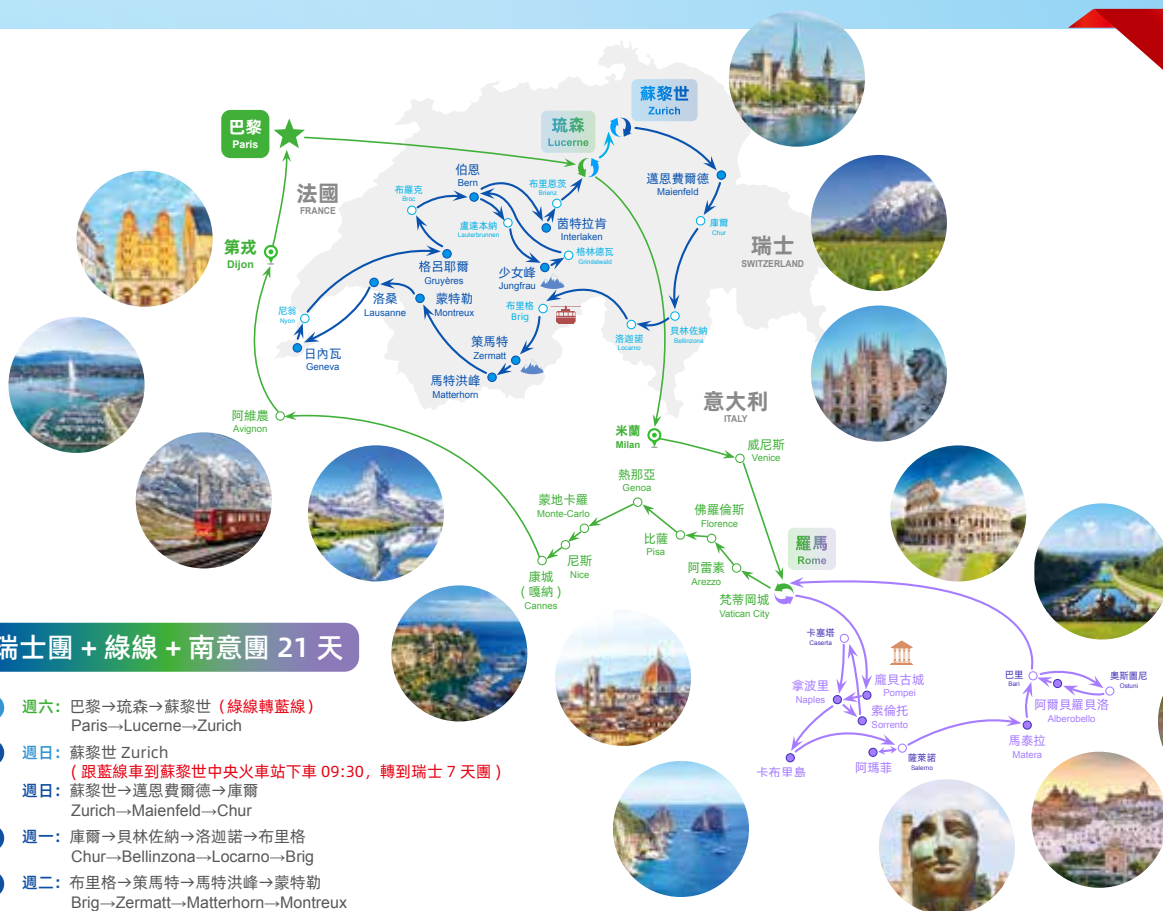 蘇黎世
Zurich
琉森
Lucerne
巴黎
Paris
法國
FRANCE
伯恩
Bern
布羅克
Broc
布里恩茨
Brienz
邁恩費爾德
Maienfeld
盧達本納
Lauterbrunnen
茵特拉肯
Interlaken
庫爾
Chur
瑞士
SWITZERLAND
第戎
Dijon
格呂耶爾
Gruyères
少女峰
Jungfrau
格林德瓦
Grindelwald
洛桑
Lausanne
蒙特勒
Montreux
布里格
Brig
尼翁
Nyon
洛迦諾
Locarno
貝林佐納
Bellinzona
日內瓦
Geneva
策馬特
Zermatt
馬特洪峰
Matterhorn
意大利
ITALY
阿維農
Avignon
米蘭
Milan
威尼斯
Venice
熱那亞
Genoa
蒙地卡羅
Monte-Carlo
佛羅倫斯
Florence
比薩
Pisa
羅馬
Rome
尼斯
Nice
阿雷素
Arezzo
康城
(嘎納)
Cannes
梵蒂岡城
Vatican City
卡塞塔
Caserta
拿波里
Naples
龐貝古城
Pompei
索倫托
Sorrento
巴里
Bari
奧斯圖尼
Ostuni
阿爾貝羅貝洛
Alberobello
馬泰拉
Matera
卡布里島
阿瑪菲
薩萊諾
Salerno
瑞士團 + 綠線 + 南意團 21 天
週六: 巴黎→琉森→蘇黎世 (綠線轉藍線)
Paris→Lucerne→Zurich
週日: 蘇黎世 Zurich
( 跟藍線車到蘇黎世中央火車站下車 09:30, 轉到瑞士 7 天團 )
週日: 蘇黎世→邁恩費爾德→庫爾
Zurich→Maienfeld→Chur
週一: 庫爾→貝林佐納→洛迦諾→布里格
Chur→Bellinzona→Locarno→Brig
週二: 布里格→策馬特→馬特洪峰→蒙特勒
Brig→Zermatt→Matterhorn→Montreux